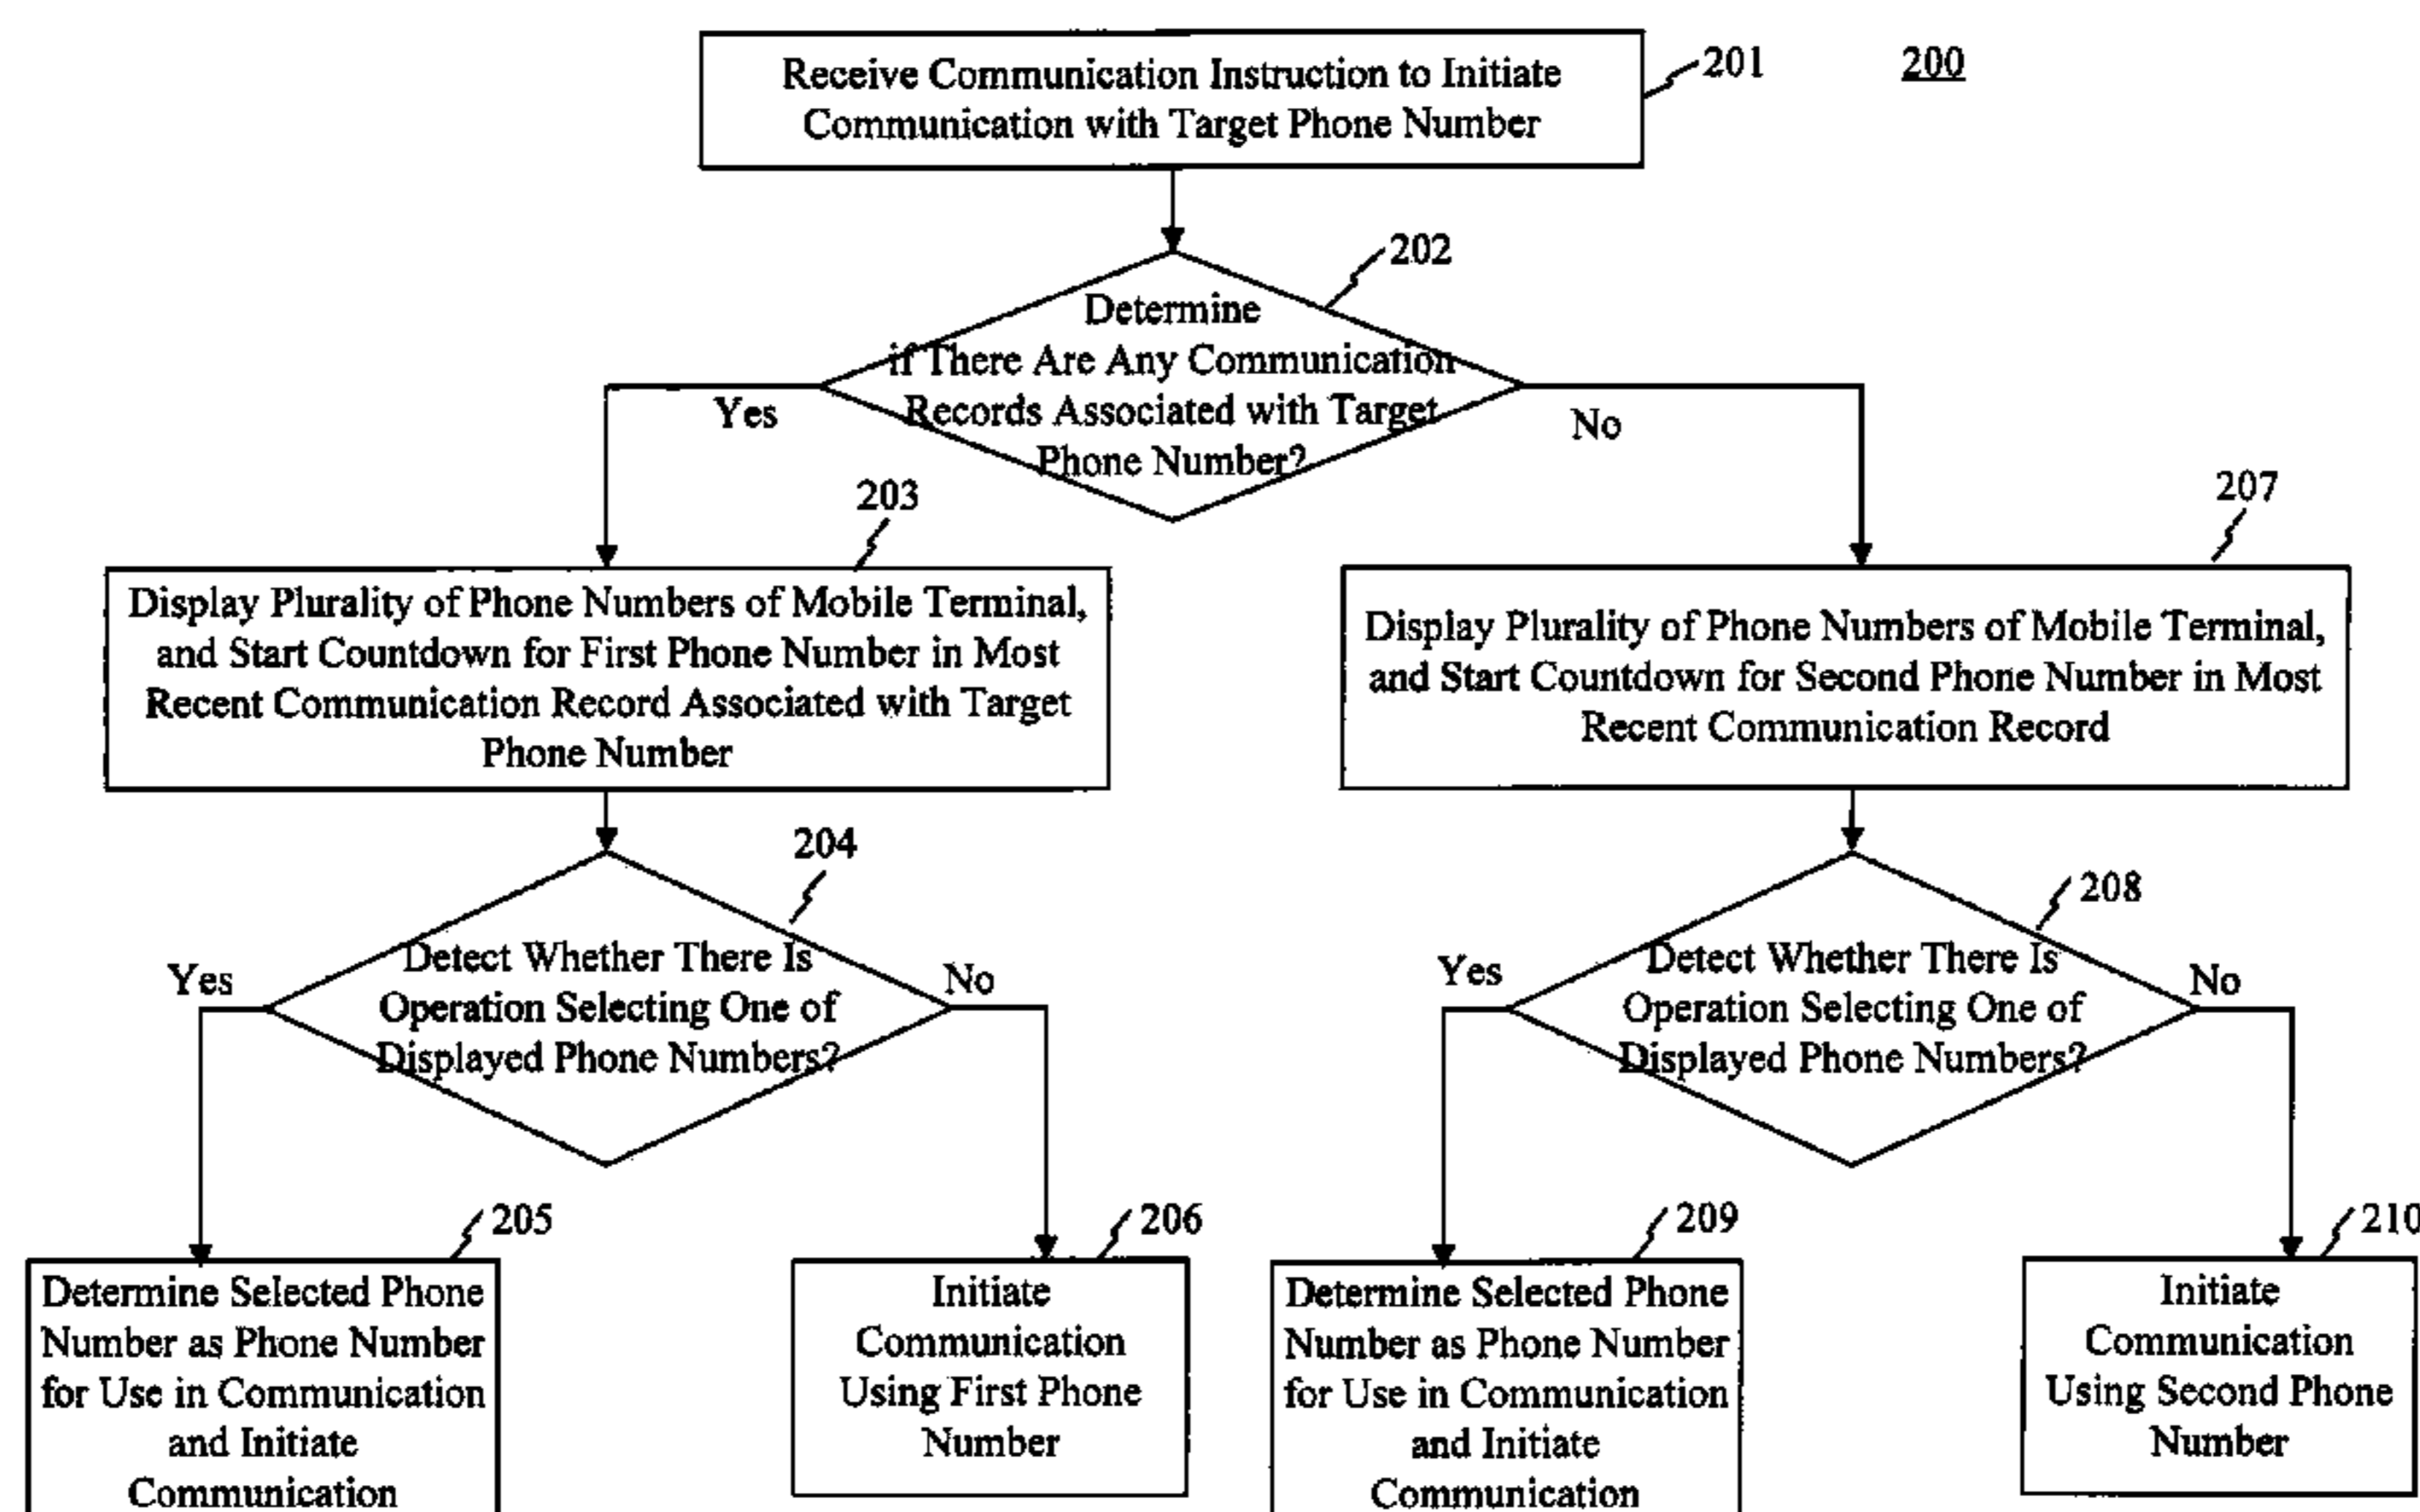 Receive Communication Instruction to Initiate
Communication with Target Phone Number
201
200
202
Determine
if There Are Any Communication
Records Associated with Target
Phone Number?
Yes
No
203
207
Display Plurality of Phone Numbers of Mobile Terminal,
and Start Countdown for First Phone Number in Most
Recent Communication Record Associated with Target
Phone Number
Display Plurality of Phone Numbers of Mobile Terminal,
and Start Countdown for Second Phone Number in Most
Recent Communication Record
204
208
Yes
Detect Whether There Is
Operation Selecting One of
Displayed Phone Numbers?
No
Yes
Detect Whether There Is
Operation Selecting One of
Displayed Phone Numbers?
No
205
206
209
210
Determine Selected Phone
Number as Phone Number
for Use in Communication
and Initiate
Communication
Initiate
Communication
Using First Phone
Number
Determine Selected Phone
Number as Phone Number
for Use in Communication
and Initiate
Communication
Initiate
Communication
Using Second Phone
Number